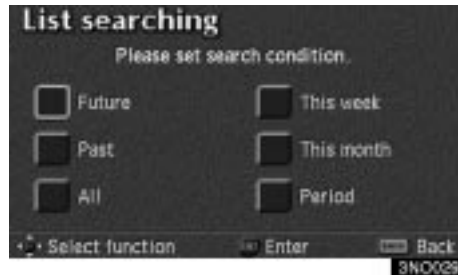 List searching
Please set search condition.
Future This week
Past This month
All Period
Select function Enter Back
3NO029